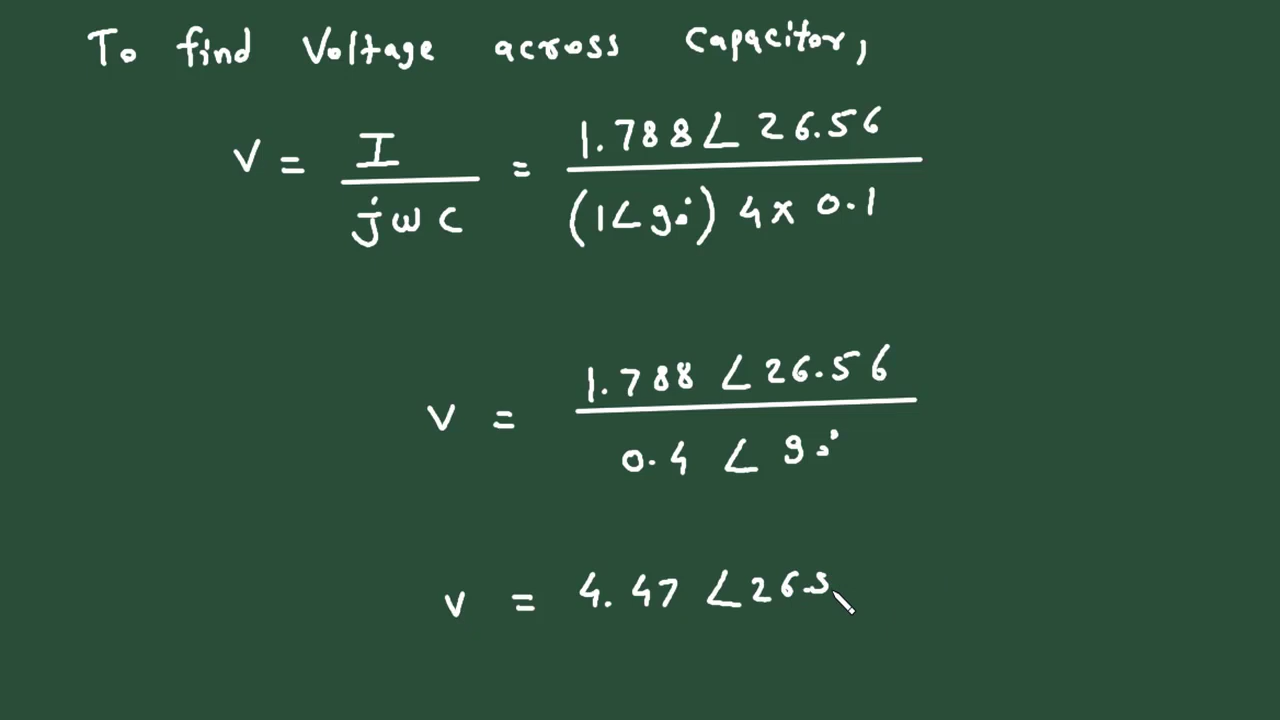 To find Voltage across Capacitor,
V = I / jωC = 1.788∠26.56 / (1∠90°) 4 × 0.1
V = 1.788 ∠26.56 / 0.4 ∠90°
V = 4.47 ∠26.5